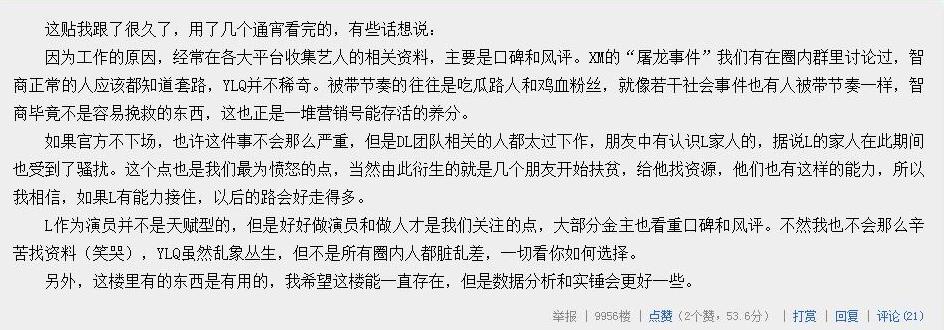 这贴我跟了很久了，用了几个通宵看完的，有些话想说：
因为工作的原因，经常在各大平台收集艺人的相关资料，主要是口碑和风评。XM的“屠龙事件”我们有在圈内群里讨论过，智
商正常的人应该都知道套路，YLQ并不稀奇。被带节奏的往往是吃瓜路人和鸡血粉丝，就像若干社会事件也有人被带节奏一样，智
商毕竟不是容易挽救的东西，这也正是一堆营销号能存活的养分。
如果官方不下场，也许这件事不会那么严重，但是DL团队相关的人都太过下作，朋友中有认识L家人的，据说L的家人在此期间
也受到了骚扰。这个点也是我们最为愤怒的点，当然由此衍生的就是几个朋友开始扶贫，给他找资源，他们也有这样的能力，所以
我相信，如果L有能力接住，以后的路会好走得多。
L作为演员并不是天赋型的，但是好好做演员和做人才是我们关注的点，大部分金主也看重口碑和风评。不然我也不会那么辛
苦找资料（笑哭），YLQ虽然乱象丛生，但不是所有圈内人都脏乱差，一切看你如何选择。
另外，这楼里有的东西是有用的，我希望这楼能一直存在，但是数据分析和实锤会更好一些。
举报 | 9956楼 | 点赞（2个赞，53.6分） | 打赏 | 回复 | 评论(21)